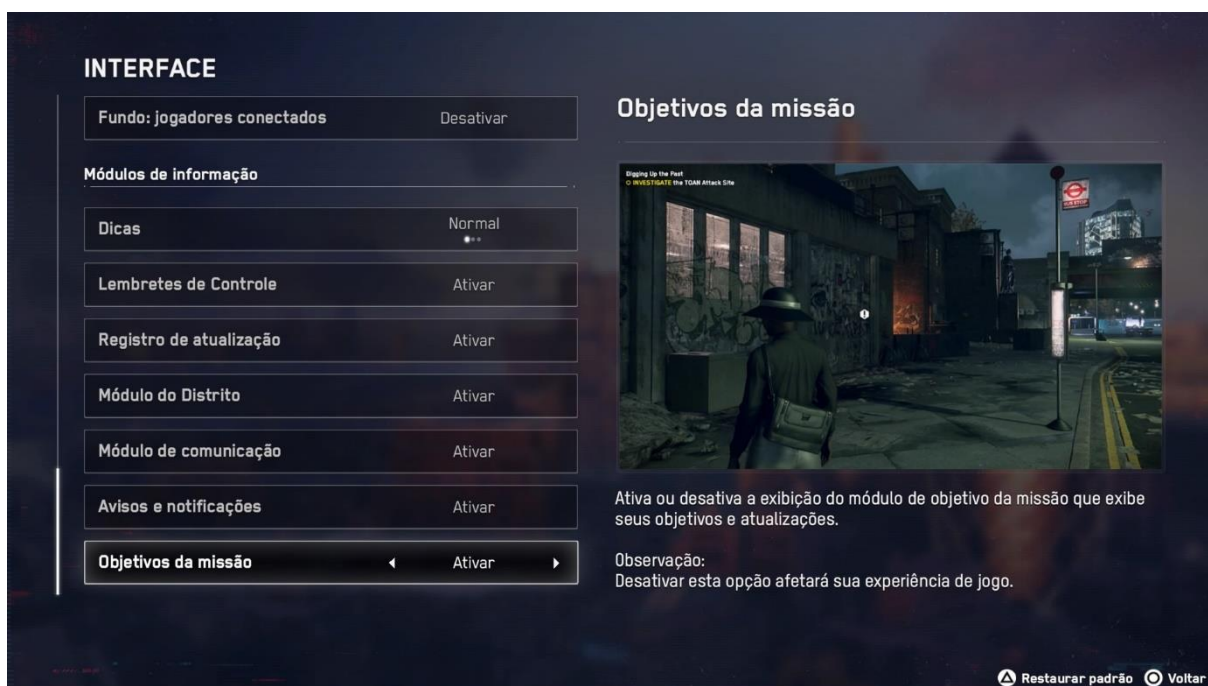 INTERFACE
Fundo: jogadores conectados Desativar
Módulos de informação
Dicas Normal
Lembretes de Controle Ativar
Registro de atualização Ativar
Módulo do Distrito Ativar
Módulo de comunicação Ativar
Avisos e notificações Ativar
Objetivos da missão Ativar
Objetivos da missão
Digging Up the Past
INVESTIGATE the TOAN Attack Site
BUS STOP
Ativa ou desativa a exibição do módulo de objetivo da missão que exibe
seus objetivos e atualizações.
Observação:
Desativar esta opção afetará sua experiência de jogo.
Restaurar padrão Voltar